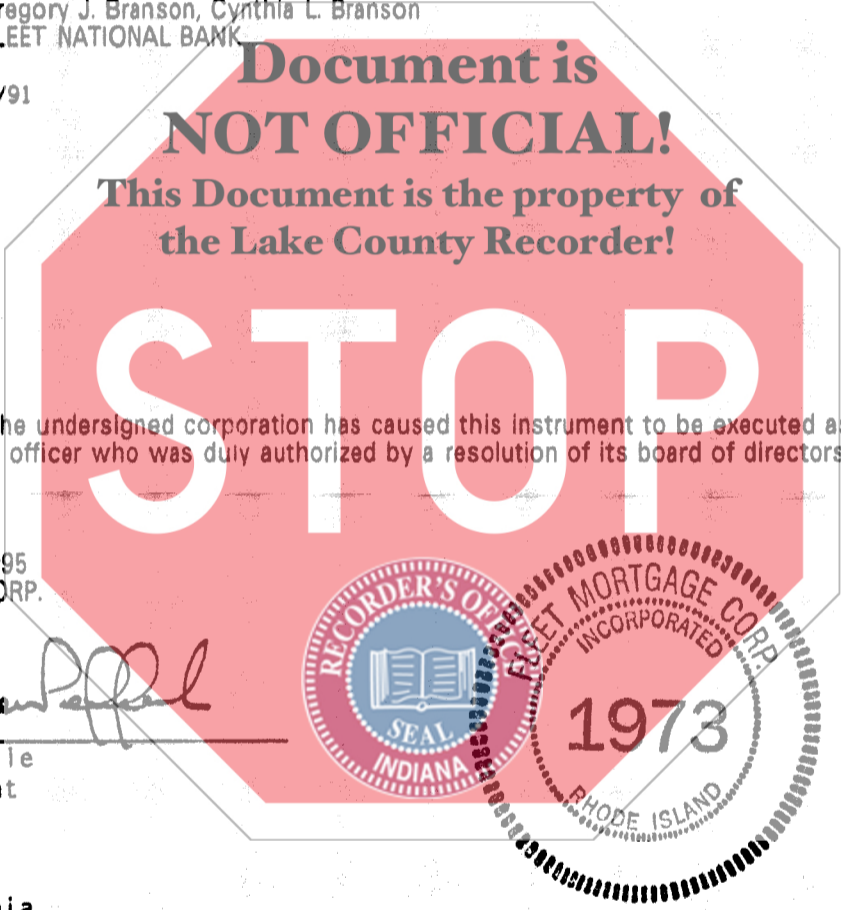 regory J. Branson, Cynthia L. Branson
LEET NATIONAL BANK
/91
Document is
NOT OFFICIAL!
This Document is the property of
the Lake County Recorder!
STOP
he undersigned corporation has caused this instrument to be executed as
officer who was duly authorized by a resolution of its board of directors
95
ORP.
le
t
RECORDER'S OFFIC
SEAL
INDIANA
FLEET MORTGAGE CORP.
INCORPORATED
1973
RHODE ISLAND